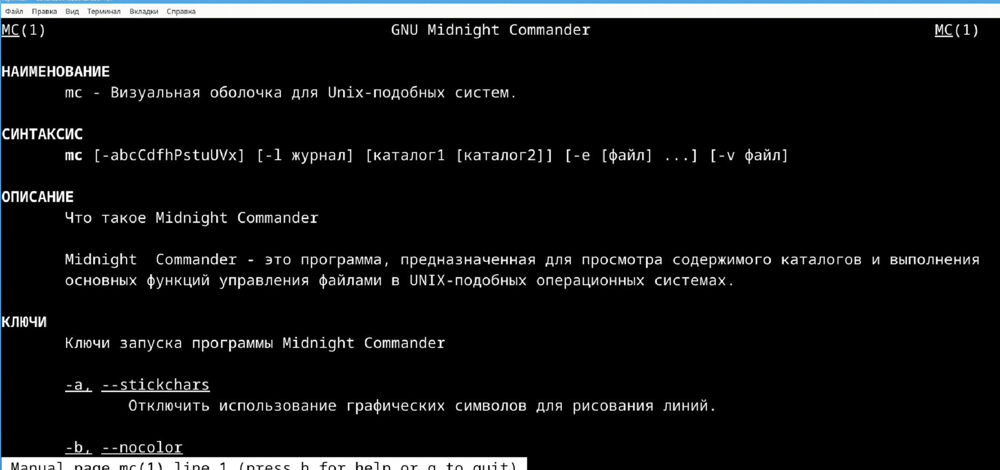 Файл Правка Вид Терминал Вкладки Справка
MC(1) GNU Midnight Commander MC(1)
НАИМЕНОВАНИЕ
mc - Визуальная оболочка для Unix-подобных систем.
СИНТАКСИС
mc [-abcCdfhPstuUVx] [-l журнал] [каталог1 [каталог2]] [-e [файл] ...] [-v файл]
ОПИСАНИЕ
Что такое Midnight Commander
Midnight Commander - это программа, предназначенная для просмотра содержимого каталогов и выполнения
основных функций управления файлами в UNIX-подобных операционных системах.
КЛЮЧИ
Ключи запуска программы Midnight Commander
-a, --stickchars
Отключить использование графических символов для рисования линий.
-b, --nocolor
Manual page mc(1) line 1 (press h for help or q to quit)